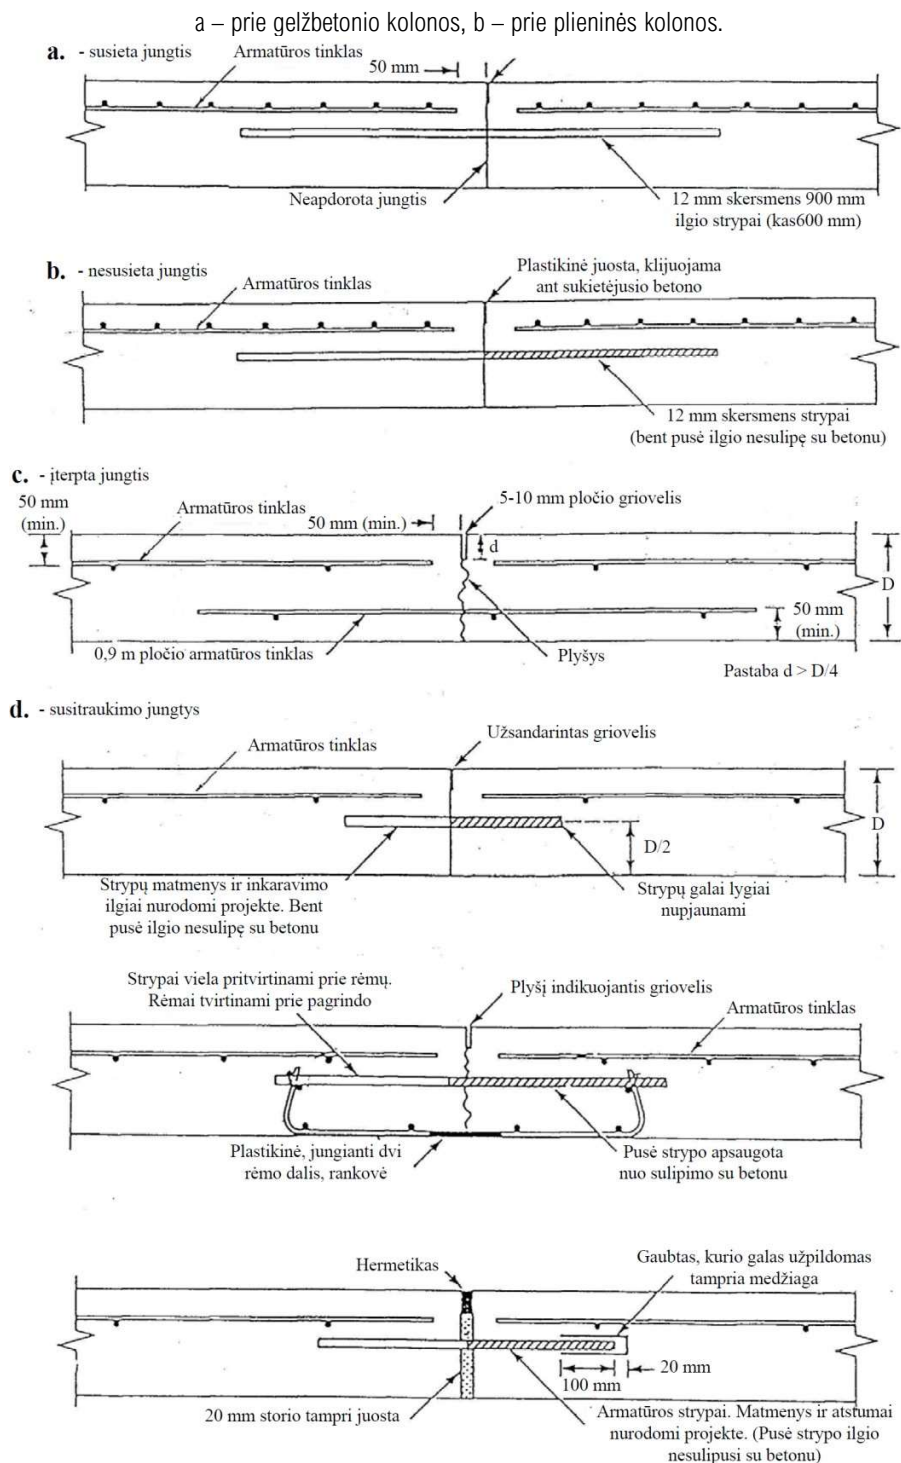 a – prie gelžbetonio kolonos, b – prie plieninės kolonos.
a. - susieta jungtis
Armatūros tinklas
50 mm
Neapdorota jungtis
12 mm skersmens 900 mm
ilgio strypai (kas600 mm)
b. - nesusieta jungtis
Armatūros tinklas
Plastikinė juosta, klijuojama
ant sukietėjusio betono
12 mm skersmens strypai
(bent pusė ilgio nesulipę su betonu)
c. - įterpta jungtis
50 mm
(min.)
Armatūros tinklas
50 mm (min.)
5-10 mm pločio griovelis
d
D
50 mm
(min.)
0,9 m pločio armatūros tinklas
Plyšys
Pastaba d > D/4
d. - susitraukimo jungtys
Armatūros tinklas
Užsandarintas griovelis
D
D/2
Strypų matmenys ir inkaravimo
ilgiai nurodomi projekte. Bent
pusė ilgio nesulipę su betonu
Strypų galai lygiai
nupjaunami
Strypai viela pritvirtinami prie rėmų.
Rėmai tvirtinami prie pagrindo
Plyšį indikuojantis griovelis
Armatūros tinklas
Plastikinė, jungianti dvi
rėmo dalis, rankovė
Pusė strypo apsaugota
nuo sulipimo su betonu
Hermetikas
Gaubtas, kurio galas užpildomas
tampria medžiaga
20 mm
100 mm
20 mm storio tampri juosta
Armatūros strypai. Matmenys ir atstumai
nurodomi projekte. (Pusė strypo ilgio
nesulipusi su betonu)